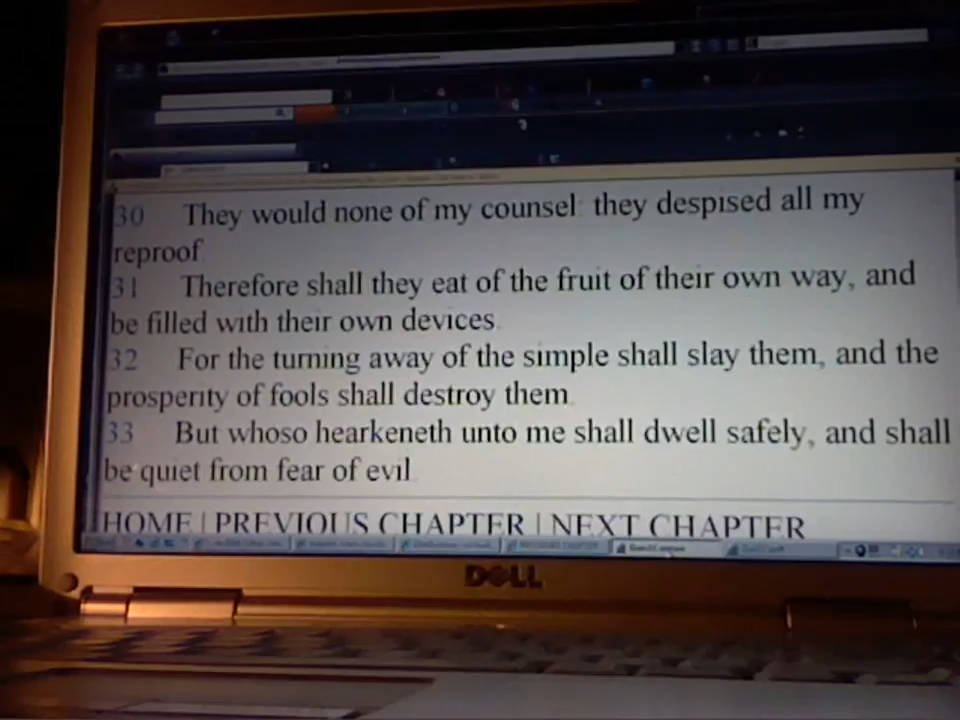 30 They would none of my counsel: they despised all my
reproof.
31 Therefore shall they eat of the fruit of their own way, and
be filled with their own devices.
32 For the turning away of the simple shall slay them, and the
prosperity of fools shall destroy them.
33 But whoso hearkeneth unto me shall dwell safely, and shall
be quiet from fear of evil.
HOME | PREVIOUS CHAPTER | NEXT CHAPTER
DELL